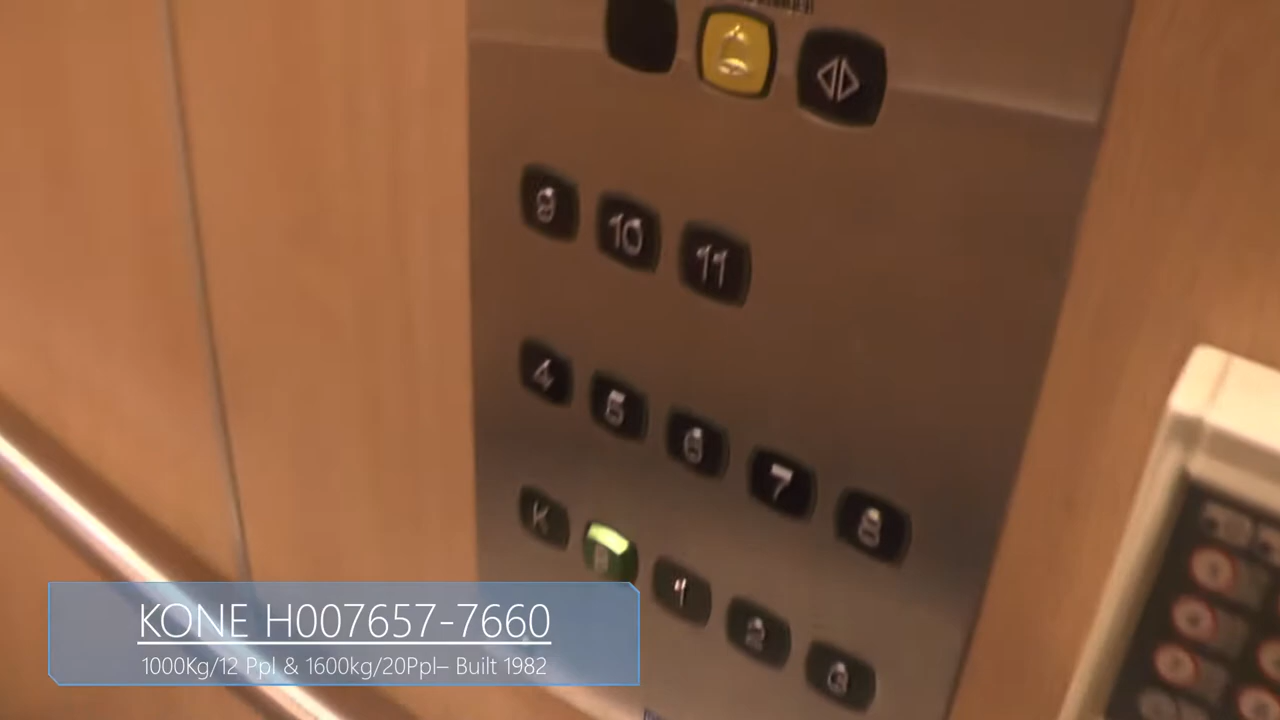 9 10 11
4 5 6 7 8
K 1 2 3
KONE H007657-7660
1000Kg/12 Ppl & 1600kg/20Ppl– Built 1982